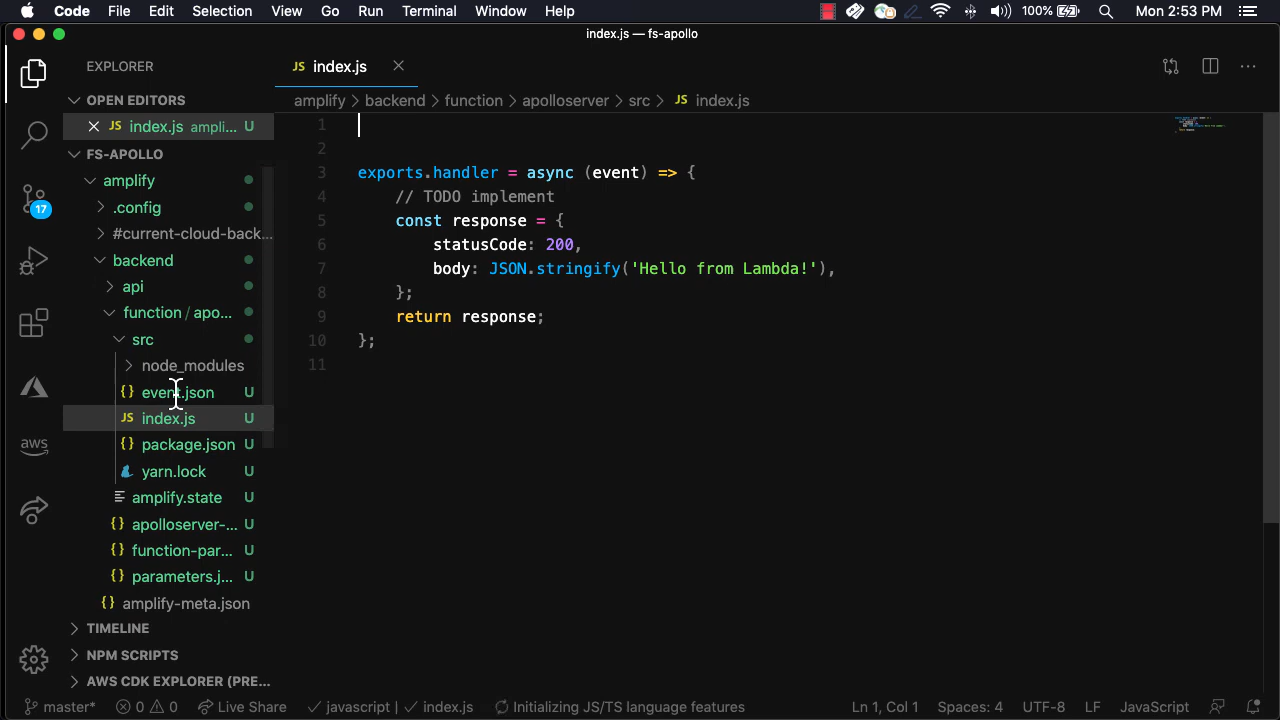 Code File Edit Selection View Go Run Terminal Window Help 100% Mon 2:53 PM
index.js — fs-apollo
EXPLORER
JS index.js
OPEN EDITORS
amplify > backend > function > apolloserver > src > JS index.js
JS index.js ampli... U
FS-APOLLO
amplify
.config
#current-cloud-back...
backend
api
function / apo...
src
node_modules
{} event.json U
JS index.js U
{} package.json U
yarn.lock U
amplify.state U
{} apolloserver-... U
{} function-par... U
{} parameters.j... U
{} amplify-meta.json
TIMELINE
NPM SCRIPTS
AWS CDK EXPLORER (PRE...
17
aws
1
2
3 exports.handler = async (event) => {
4 // TODO implement
5 const response = {
6 statusCode: 200,
7 body: JSON.stringify('Hello from Lambda!'),
8 };
9 return response;
10 };
11
master* 0 0 Live Share javascript index.js Initializing JS/TS language features Ln 1, Col 1 Spaces: 4 UTF-8 LF JavaScript